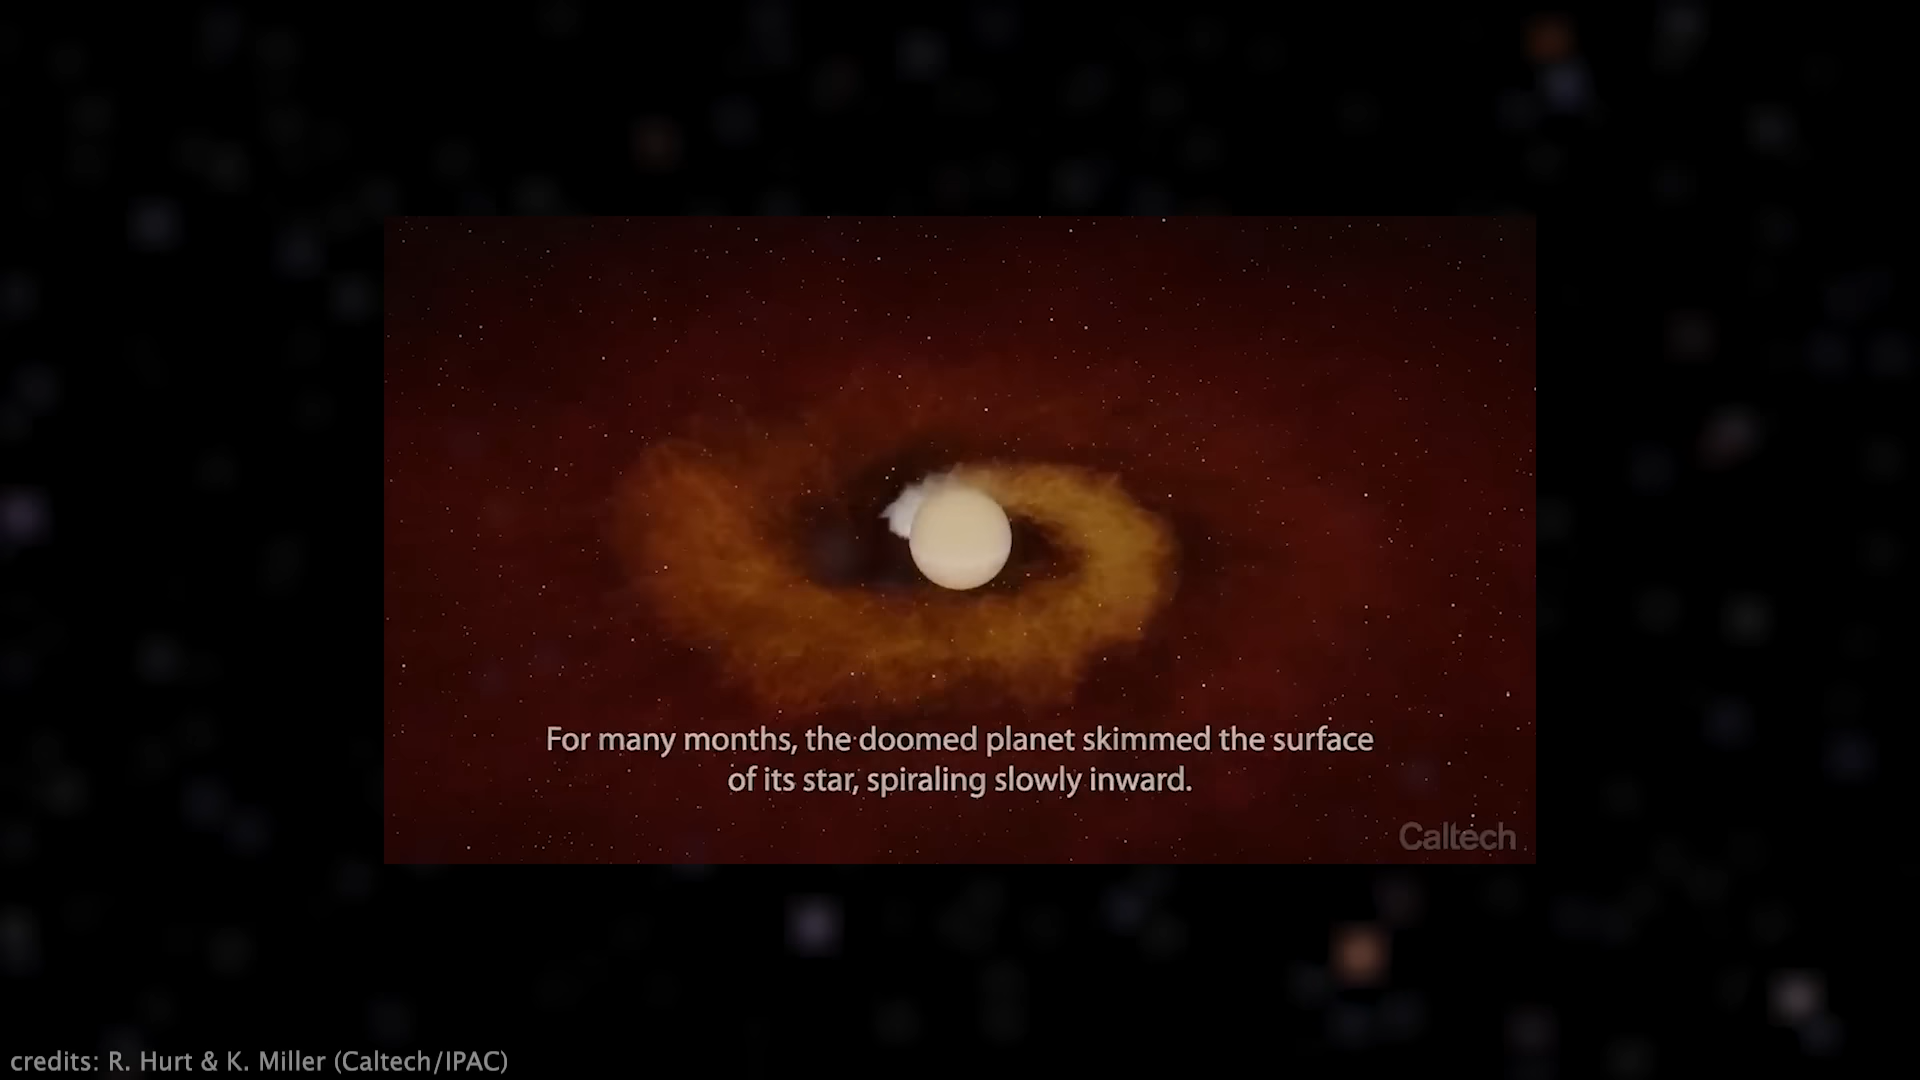 For many months, the doomed planet skimmed the surface
of its star, spiraling slowly inward.
Caltech
credits: R. Hurt & K. Miller (Caltech/IPAC)